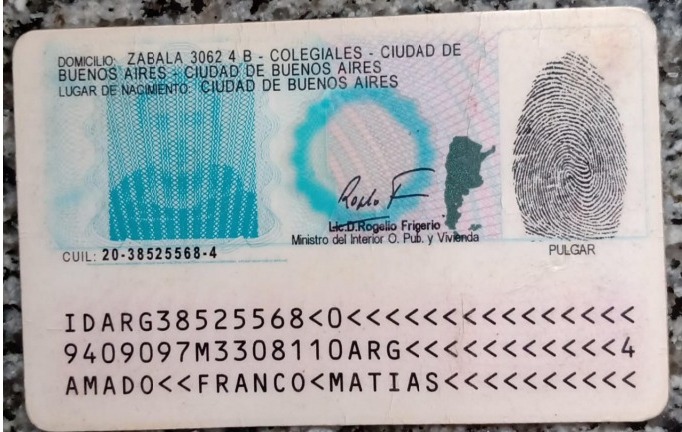 DOMICILIO: ZABALA 3062 4 B - COLEGIALES - CIUDAD DE
BUENOS AIRES - CIUDAD DE BUENOS AIRES
LUGAR DE NACIMIENTO: CIUDAD DE BUENOS AIRES
Lic.D.Rogelio Frigerio
Ministro del Interior O. Pub. y Vivienda
PULGAR
CUIL: 20-38525568-4
IDARG38525568<0<<<<<<<<<<<<<<<
9409097M3308110ARG<<<<<<<<<<<4
AMADO<<FRANCO<MATIAS<<<<<<<<<<